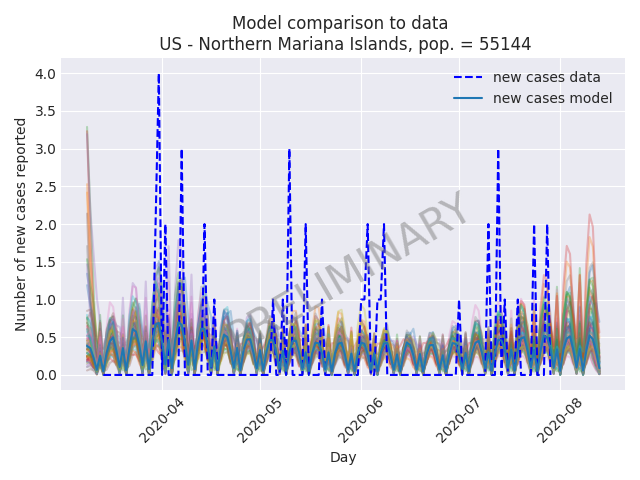 Model comparison to data
US - Northern Mariana Islands, pop. = 55144
Number of new cases reported
4.0
3.5
3.0
2.5
2.0
1.5
1.0
0.5
0.0
new cases data
new cases model
PRELIMINARY
2020-04
2020-05
2020-06
2020-07
2020-08
Day